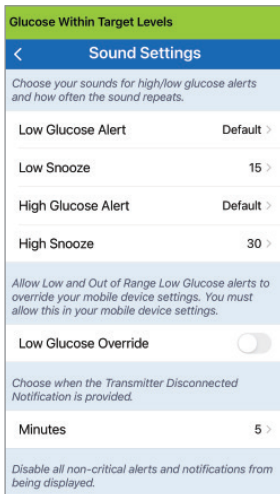 Glucose Within Target Levels
Sound Settings
Choose your sounds for high/low glucose alerts
and how often the sound repeats.
Low Glucose Alert Default
Low Snooze 15
High Glucose Alert Default
High Snooze 30
Allow Low and Out of Range Low Glucose alerts to
override your mobile device settings. You must
allow this in your mobile device settings.
Low Glucose Override
Choose when the Transmitter Disconnected
Notification is provided.
Minutes 5
Disable all non-critical alerts and notifications from
being displayed.